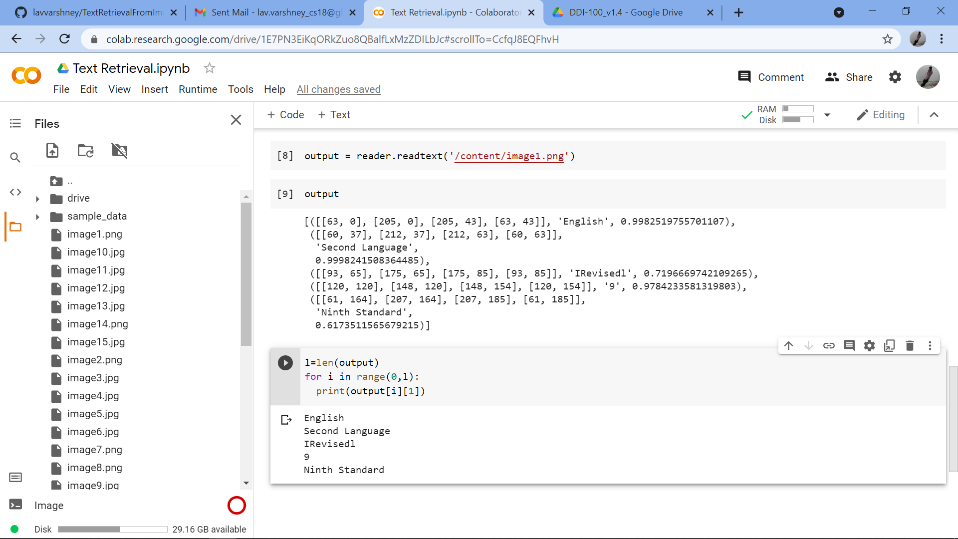 lavvarshney/TextRetrievalFromIm
Sent Mail - lav.varshney_cs18@gl
Text Retrieval.ipynb - Colaborato
DDI-100_v1.4 - Google Drive
colab.research.google.com/drive/1E7PN3EiKqORkZuo8QBalfLxMzZDILbJc#scrollTo=CcfqJ8EQFhvH
Text Retrieval.ipynb
File Edit View Insert Runtime Tools Help All changes saved
Comment Share
+ Code + Text
RAM
Disk
Editing
Files
..
drive
sample_data
image1.png
image10.jpg
image11.jpg
image12.jpg
image13.jpg
image14.png
image15.jpg
image2.png
image3.jpg
image4.jpg
image5.jpg
image6.jpg
image7.png
image8.png
image9.jpg
Image
Disk 29.16 GB available
[8] output = reader.readtext('/content/image1.png')
[9] output
[([[63, 0], [205, 0], [205, 43], [63, 43]], 'English', 0.9982519755701107),
([[60, 37], [212, 37], [212, 63], [60, 63]],
'Second Language',
0.9998241508364485),
([[93, 65], [175, 65], [175, 85], [93, 85]], 'IRevisedl', 0.7196669742109265),
([[120, 120], [148, 120], [148, 154], [120, 154]], '9', 0.9784233581319803),
([[61, 164], [207, 164], [207, 185], [61, 185]],
'Ninth Standard',
0.6173511565679215)]
l=len(output)
for i in range(0,l):
print(output[i][1])
English
Second Language
IRevisedl
9
Ninth Standard